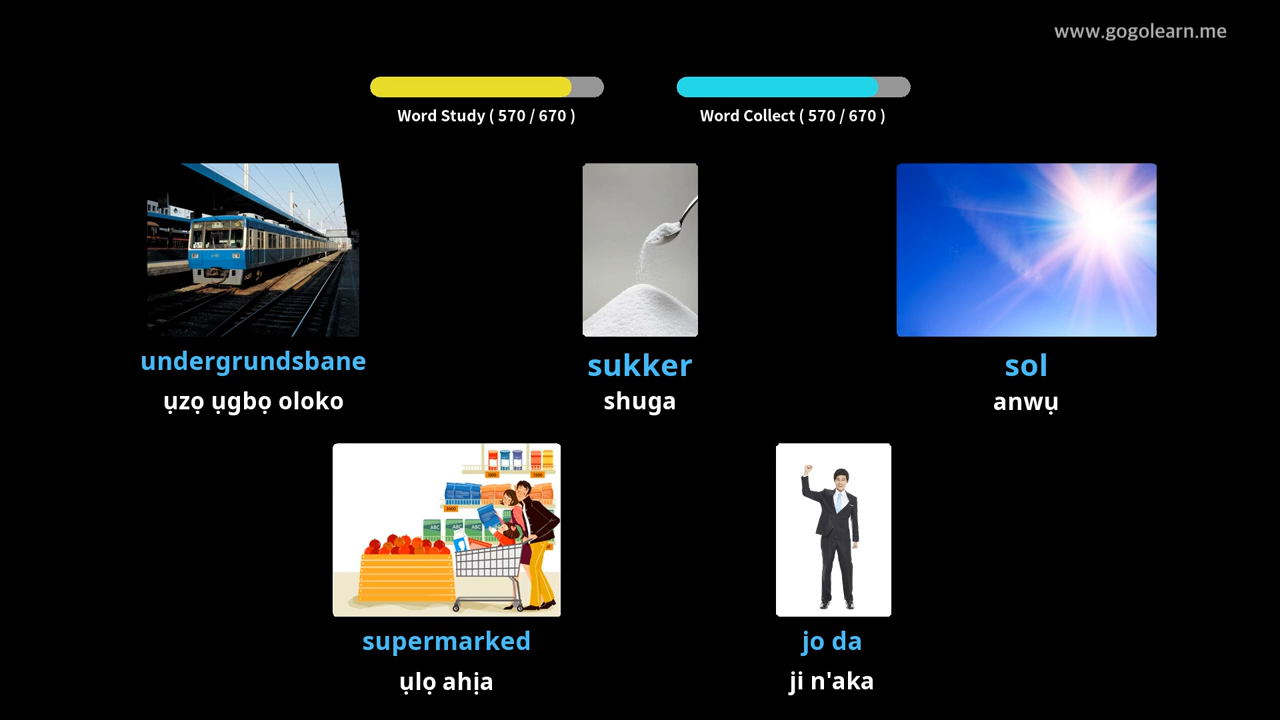 www.gogolearn.me
Word Study ( 570 / 670 )
Word Collect ( 570 / 670 )
undergrundsbane
ụzọ ụgbọ oloko
sukker
shuga
sol
anwụ
supermarked
ụlọ ahịa
jo da
ji n'aka